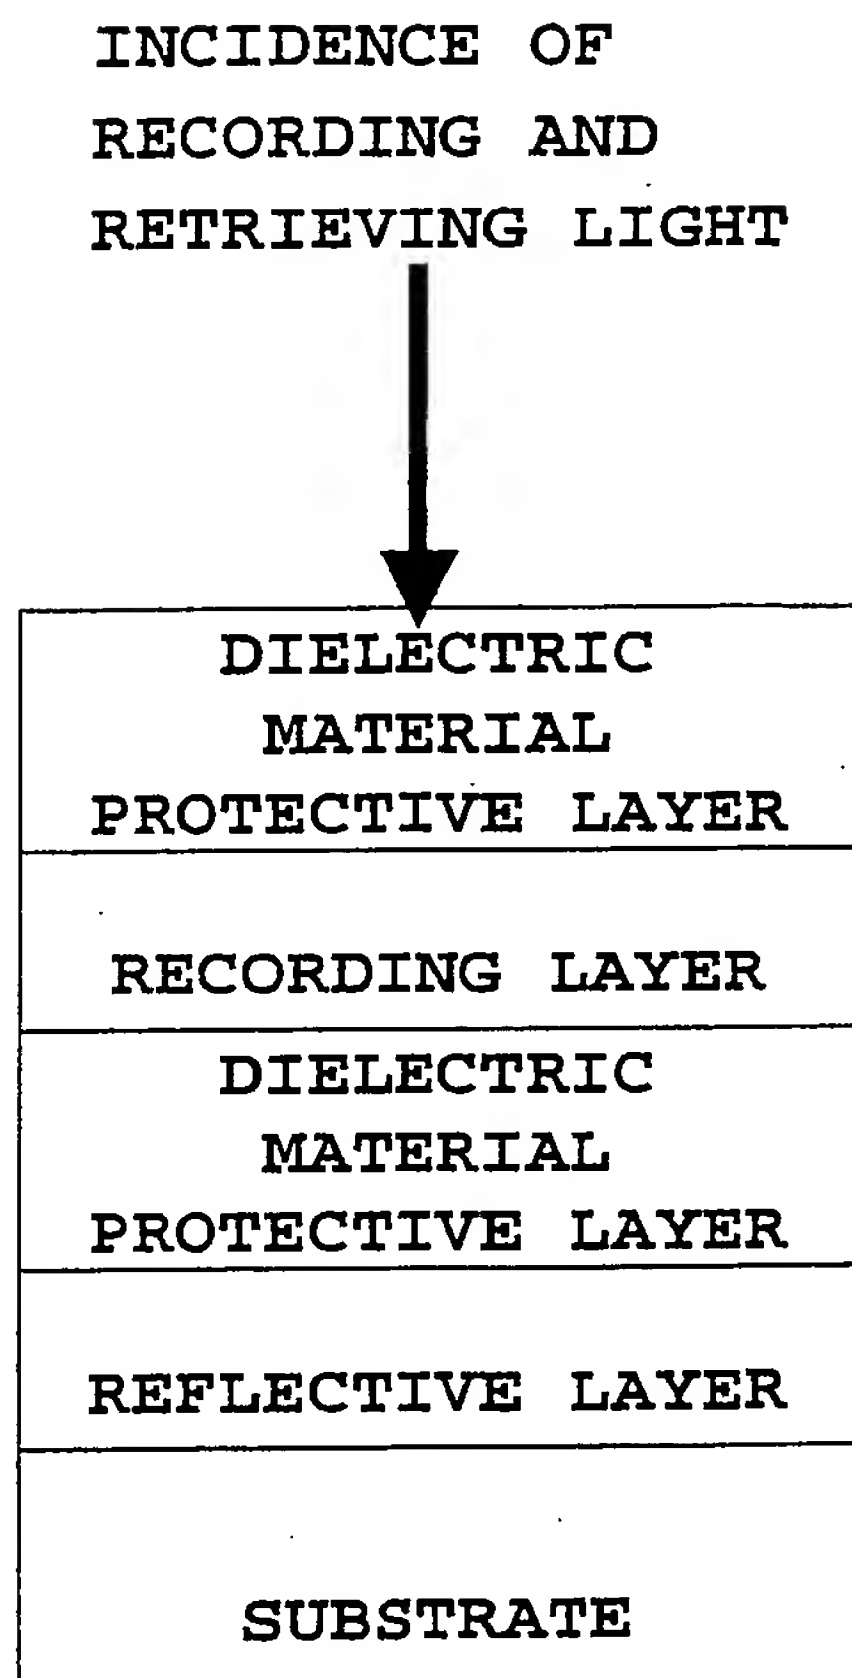 INCIDENCE OF
RECORDING AND
RETRIEVING LIGHT
DIELECTRIC
MATERIAL
PROTECTIVE LAYER
RECORDING LAYER
DIELECTRIC
MATERIAL
PROTECTIVE LAYER
REFLECTIVE LAYER
SUBSTRATE